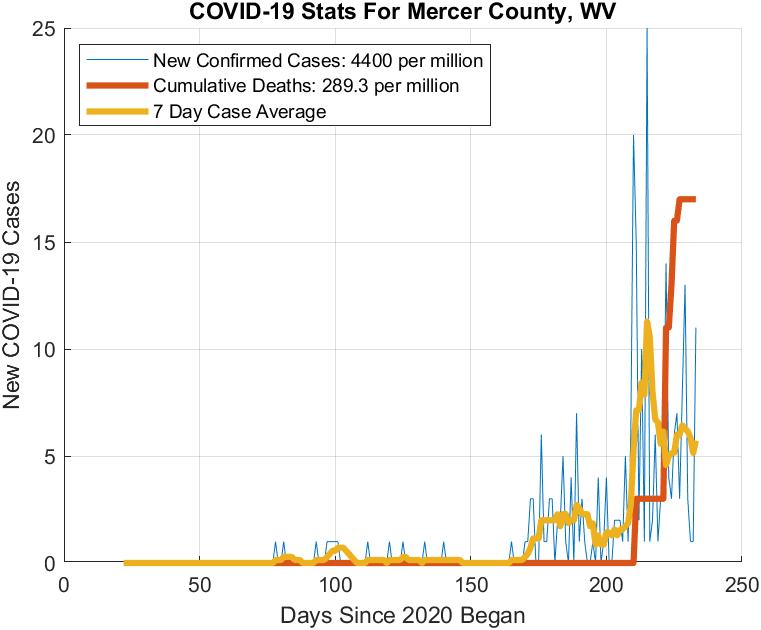 COVID-19 Stats For Mercer County, WV
New Confirmed Cases: 4400 per million
Cumulative Deaths: 289.3 per million
7 Day Case Average
New COVID-19 Cases
25
20
15
10
5
0
0 50 100 150 200 250
Days Since 2020 Began